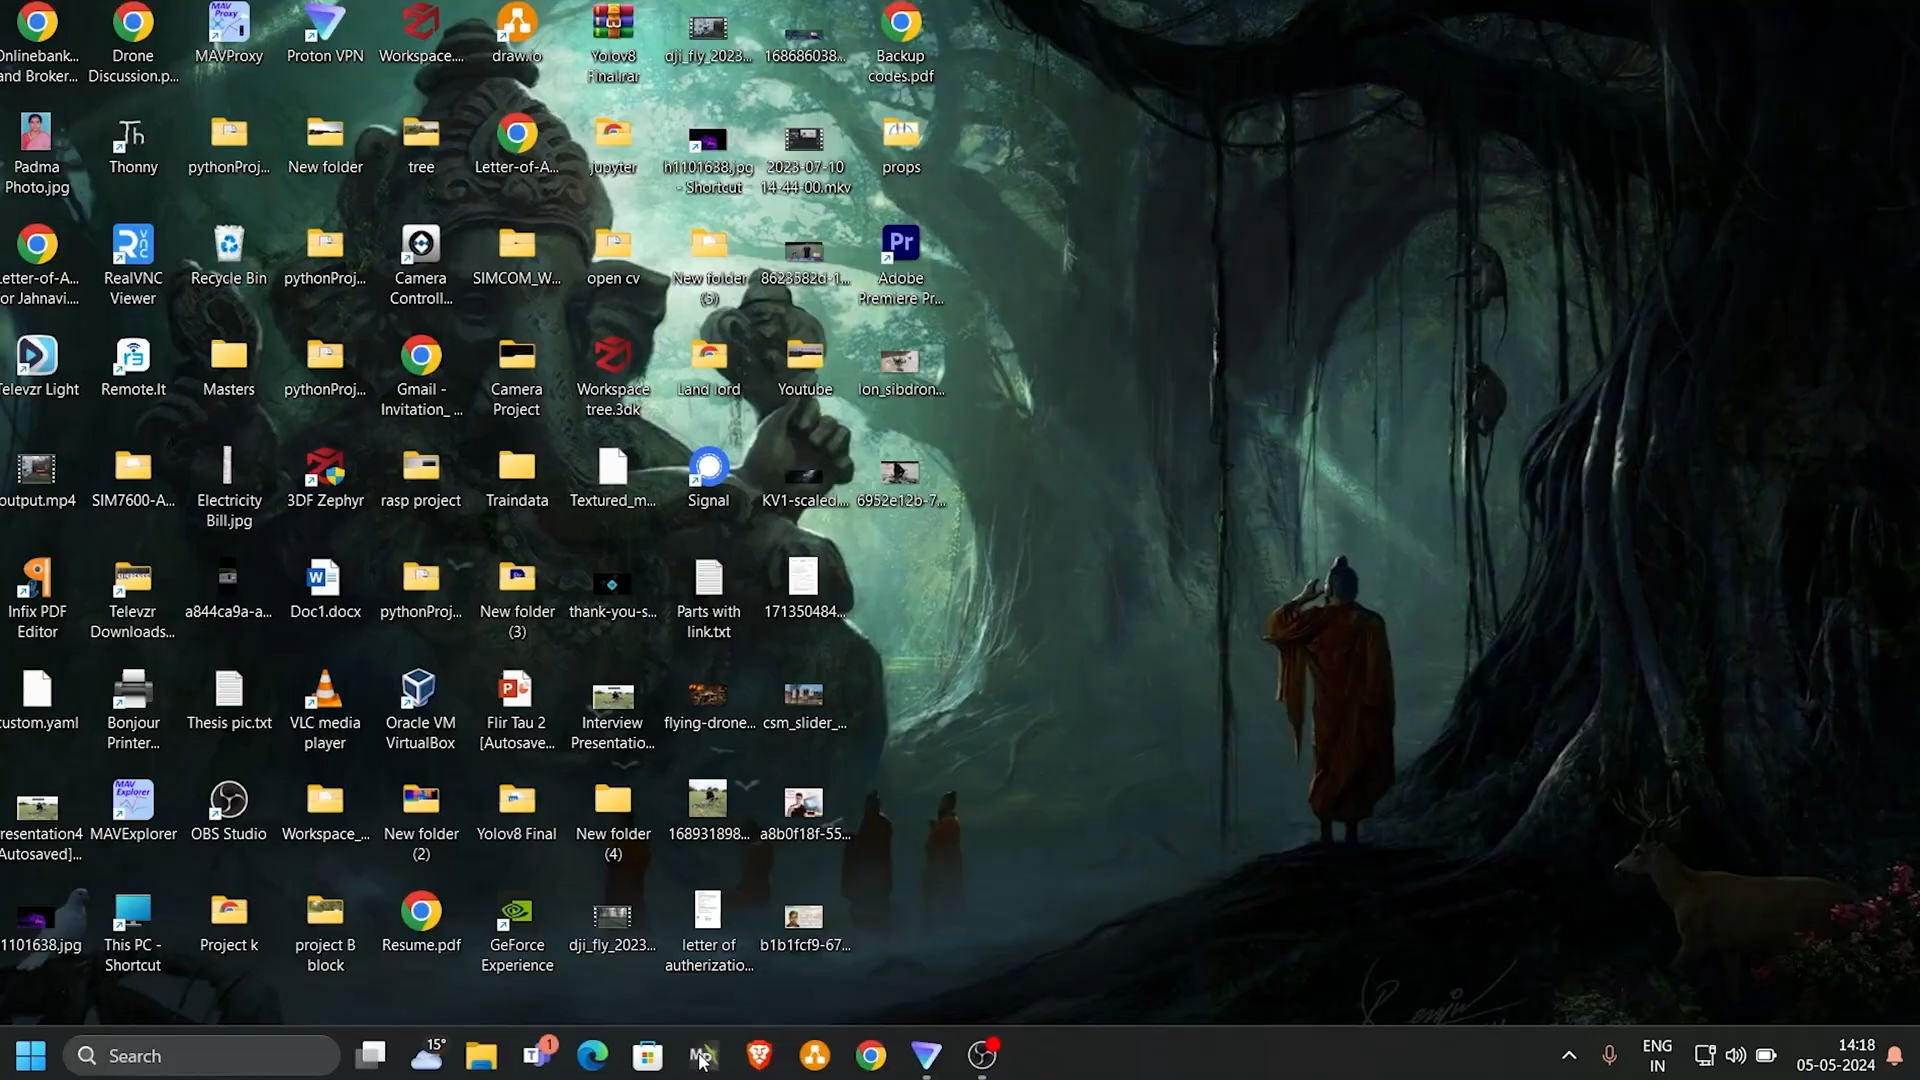 Onlinebank...
and Broker...
Drone
Discussion.p...
MAVProxy
Proton VPN
Workspace....
draw.io
Yolov8
Final.rar
dji_fly_2023...
168686038...
Backup
codes.pdf
Padma
Photo.jpg
Thonny
pythonProj...
New folder
tree
Letter-of-A...
jupyter
h1101638.jpg
- Shortcut
2023-07-10
14-44-00.mkv
props
Letter-of-A...
or Jahnavi....
RealVNC
Viewer
Recycle Bin
pythonProj...
Camera
Controll...
SIMCOM_W...
open cv
New folder
(5)
8623582d-1...
Adobe
Premiere Pr...
Televzr Light
Remote.It
Masters
pythonProj...
Gmail -
Invitation_ ...
Camera
Project
Workspace
tree.3dk
Land lord
Youtube
lon_sibdron...
output.mp4
SIM7600-A...
Electricity
Bill.jpg
3DF Zephyr
rasp project
Traindata
Textured_m...
Signal
KV1-scaled....
6952e12b-7...
Infix PDF
Editor
Televzr
Downloads...
a844ca9a-a...
Doc1.docx
pythonProj...
New folder
(3)
thank-you-s...
Parts with
link.txt
171350484...
custom.yaml
Bonjour
Printer...
Thesis pic.txt
VLC media
player
Oracle VM
VirtualBox
Flir Tau 2
[Autosave...
Interview
Presentatio...
flying-drone...
csm_slider_...
resentation4
Autosaved]...
MAVExplorer
OBS Studio
Workspace_...
New folder
(2)
Yolov8 Final
New folder
(4)
168931898...
a8b0f18f-55...
1101638.jpg
This PC -
Shortcut
Project k
project B
block
Resume.pdf
GeForce
Experience
dji_fly_2023...
letter of
autherizatio...
b1b1fcf9-67...
Search
15°
1
ENG
IN
14:18
05-05-2024